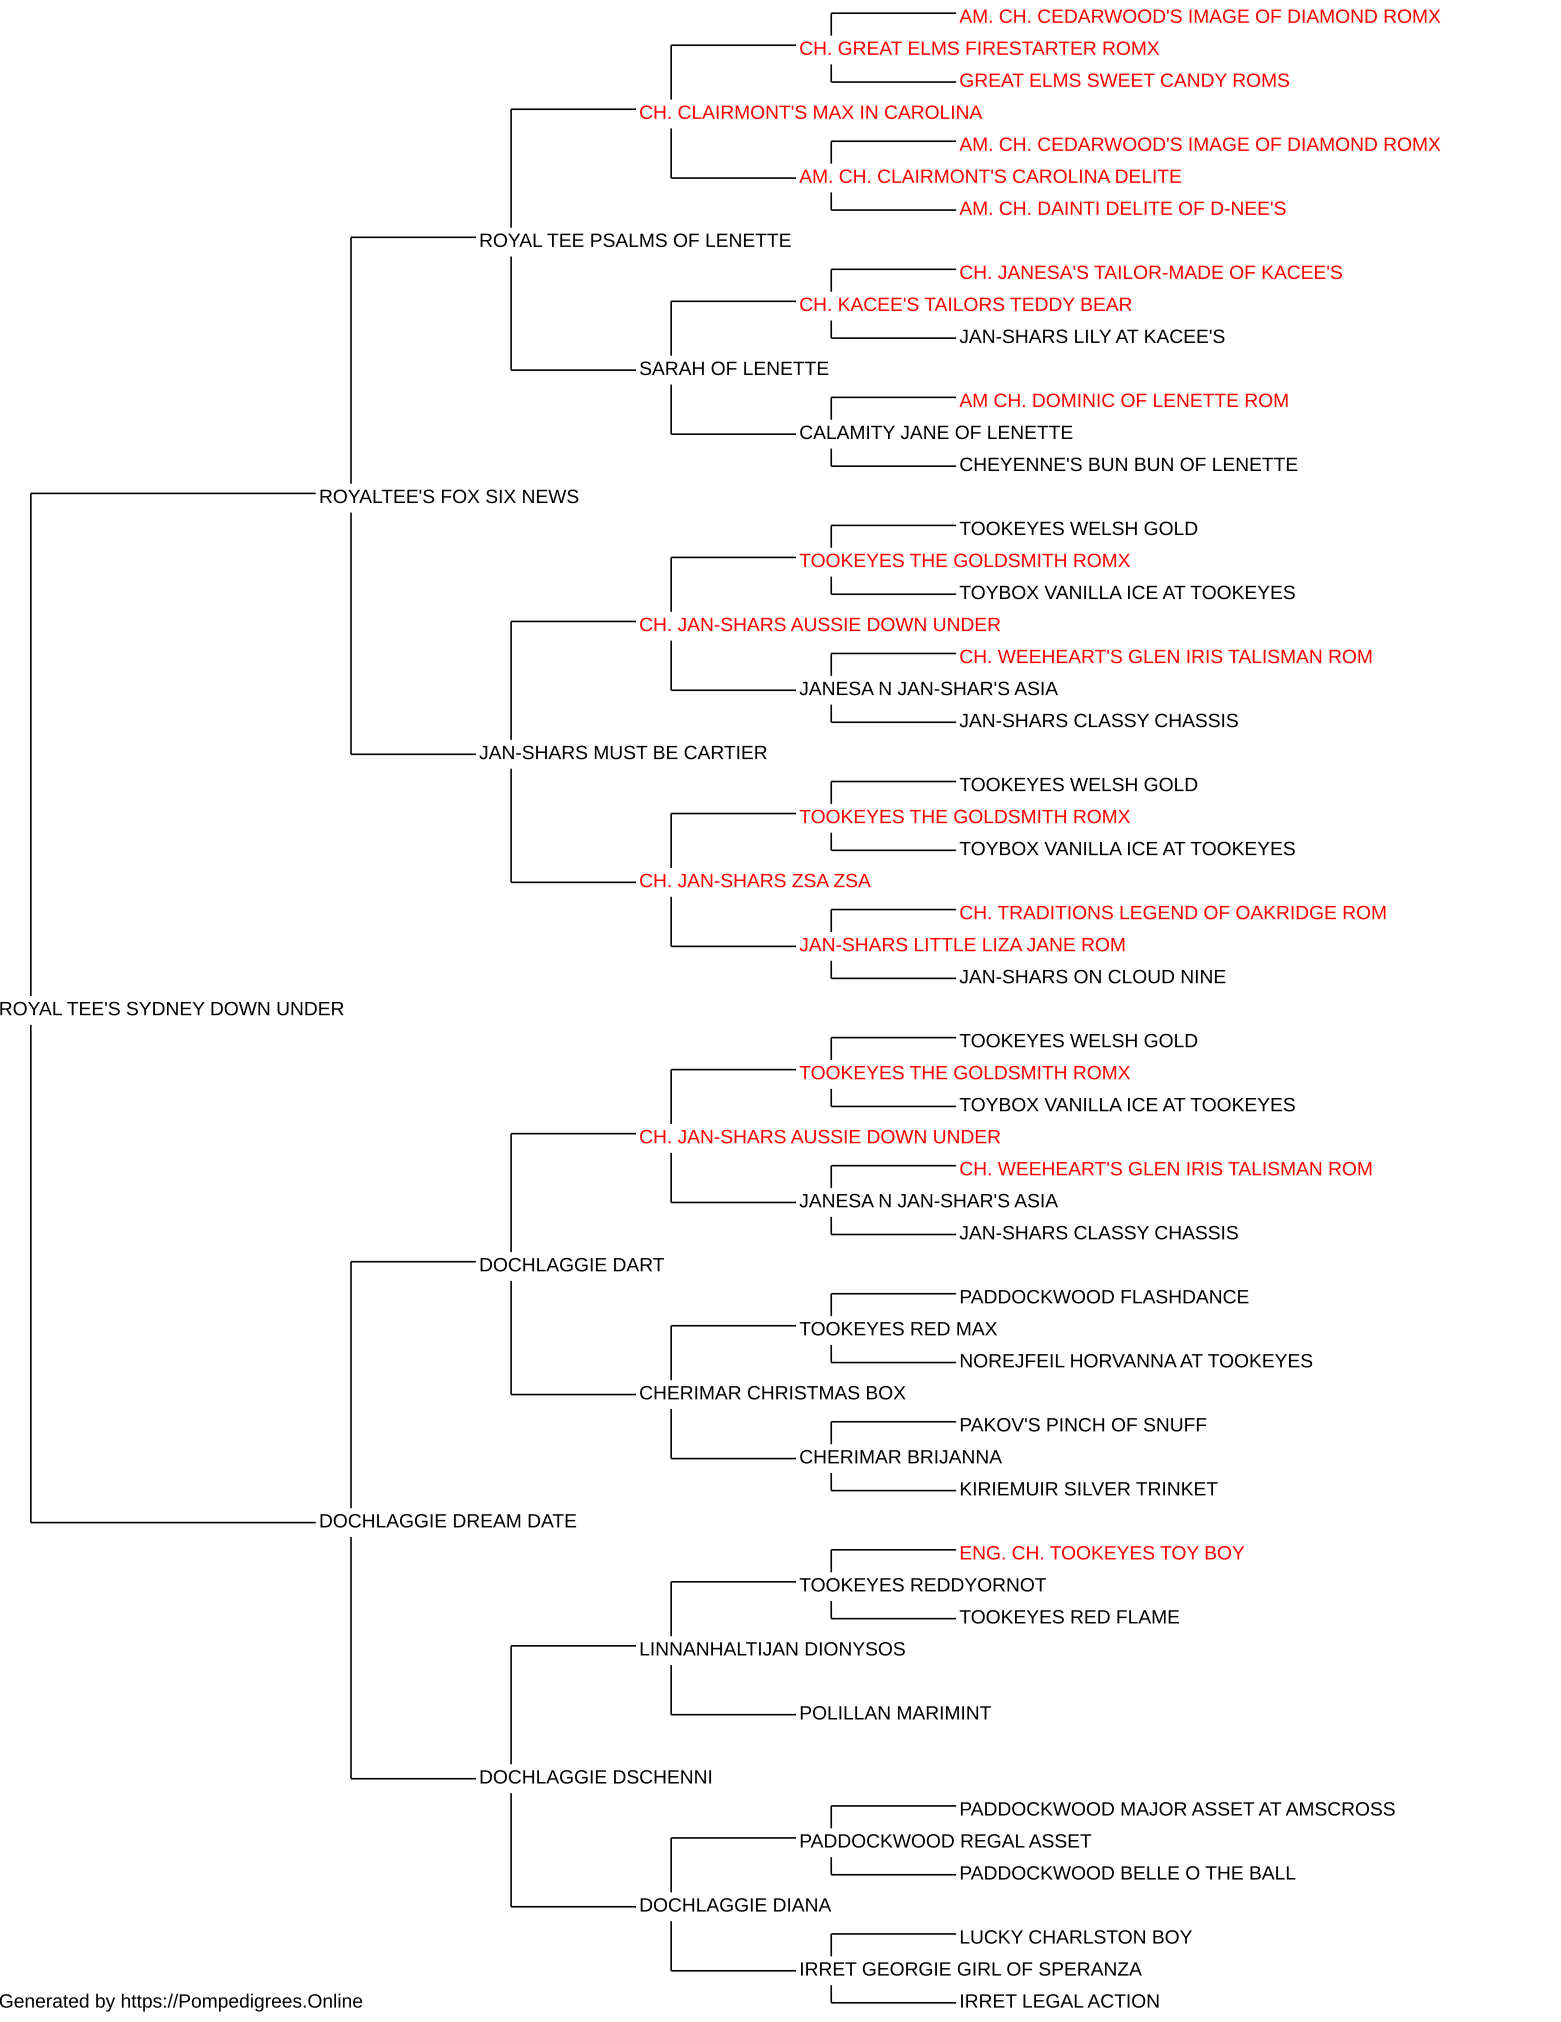 AM. CH. CEDARWOOD'S IMAGE OF DIAMOND ROMX
CH. GREAT ELMS FIRESTARTER ROMX
GREAT ELMS SWEET CANDY ROMS
CH. CLAIRMONT'S MAX IN CAROLINA
AM. CH. CEDARWOOD'S IMAGE OF DIAMOND ROMX
AM. CH. CLAIRMONT'S CAROLINA DELITE
AM. CH. DAINTI DELITE OF D-NEE'S
ROYAL TEE PSALMS OF LENETTE
CH. JANESA'S TAILOR-MADE OF KACEE'S
CH. KACEE'S TAILORS TEDDY BEAR
JAN-SHARS LILY AT KACEE'S
SARAH OF LENETTE
AM CH. DOMINIC OF LENETTE ROM
CALAMITY JANE OF LENETTE
CHEYENNE'S BUN BUN OF LENETTE
ROYALTEE'S FOX SIX NEWS
TOOKEYES WELSH GOLD
TOOKEYES THE GOLDSMITH ROMX
TOYBOX VANILLA ICE AT TOOKEYES
CH. JAN-SHARS AUSSIE DOWN UNDER
CH. WEEHEART'S GLEN IRIS TALISMAN ROM
JANESA N JAN-SHAR'S ASIA
JAN-SHARS CLASSY CHASSIS
JAN-SHARS MUST BE CARTIER
TOOKEYES WELSH GOLD
TOOKEYES THE GOLDSMITH ROMX
TOYBOX VANILLA ICE AT TOOKEYES
CH. JAN-SHARS ZSA ZSA
CH. TRADITIONS LEGEND OF OAKRIDGE ROM
JAN-SHARS LITTLE LIZA JANE ROM
JAN-SHARS ON CLOUD NINE
ROYAL TEE'S SYDNEY DOWN UNDER
TOOKEYES WELSH GOLD
TOOKEYES THE GOLDSMITH ROMX
TOYBOX VANILLA ICE AT TOOKEYES
CH. JAN-SHARS AUSSIE DOWN UNDER
CH. WEEHEART'S GLEN IRIS TALISMAN ROM
JANESA N JAN-SHAR'S ASIA
JAN-SHARS CLASSY CHASSIS
DOCHLAGGIE DART
PADDOCKWOOD FLASHDANCE
TOOKEYES RED MAX
NOREJFEIL HORVANNA AT TOOKEYES
CHERIMAR CHRISTMAS BOX
PAKOV'S PINCH OF SNUFF
CHERIMAR BRIJANNA
KIRIEMUIR SILVER TRINKET
DOCHLAGGIE DREAM DATE
ENG. CH. TOOKEYES TOY BOY
TOOKEYES REDDYORNOT
TOOKEYES RED FLAME
LINNANHALTIJAN DIONYSOS
POLILLAN MARIMINT
DOCHLAGGIE DSCHENNI
PADDOCKWOOD MAJOR ASSET AT AMSCROSS
PADDOCKWOOD REGAL ASSET
PADDOCKWOOD BELLE O THE BALL
DOCHLAGGIE DIANA
LUCKY CHARLSTON BOY
IRRET GEORGIE GIRL OF SPERANZA
IRRET LEGAL ACTION
Generated by https://Pompedigrees.Online